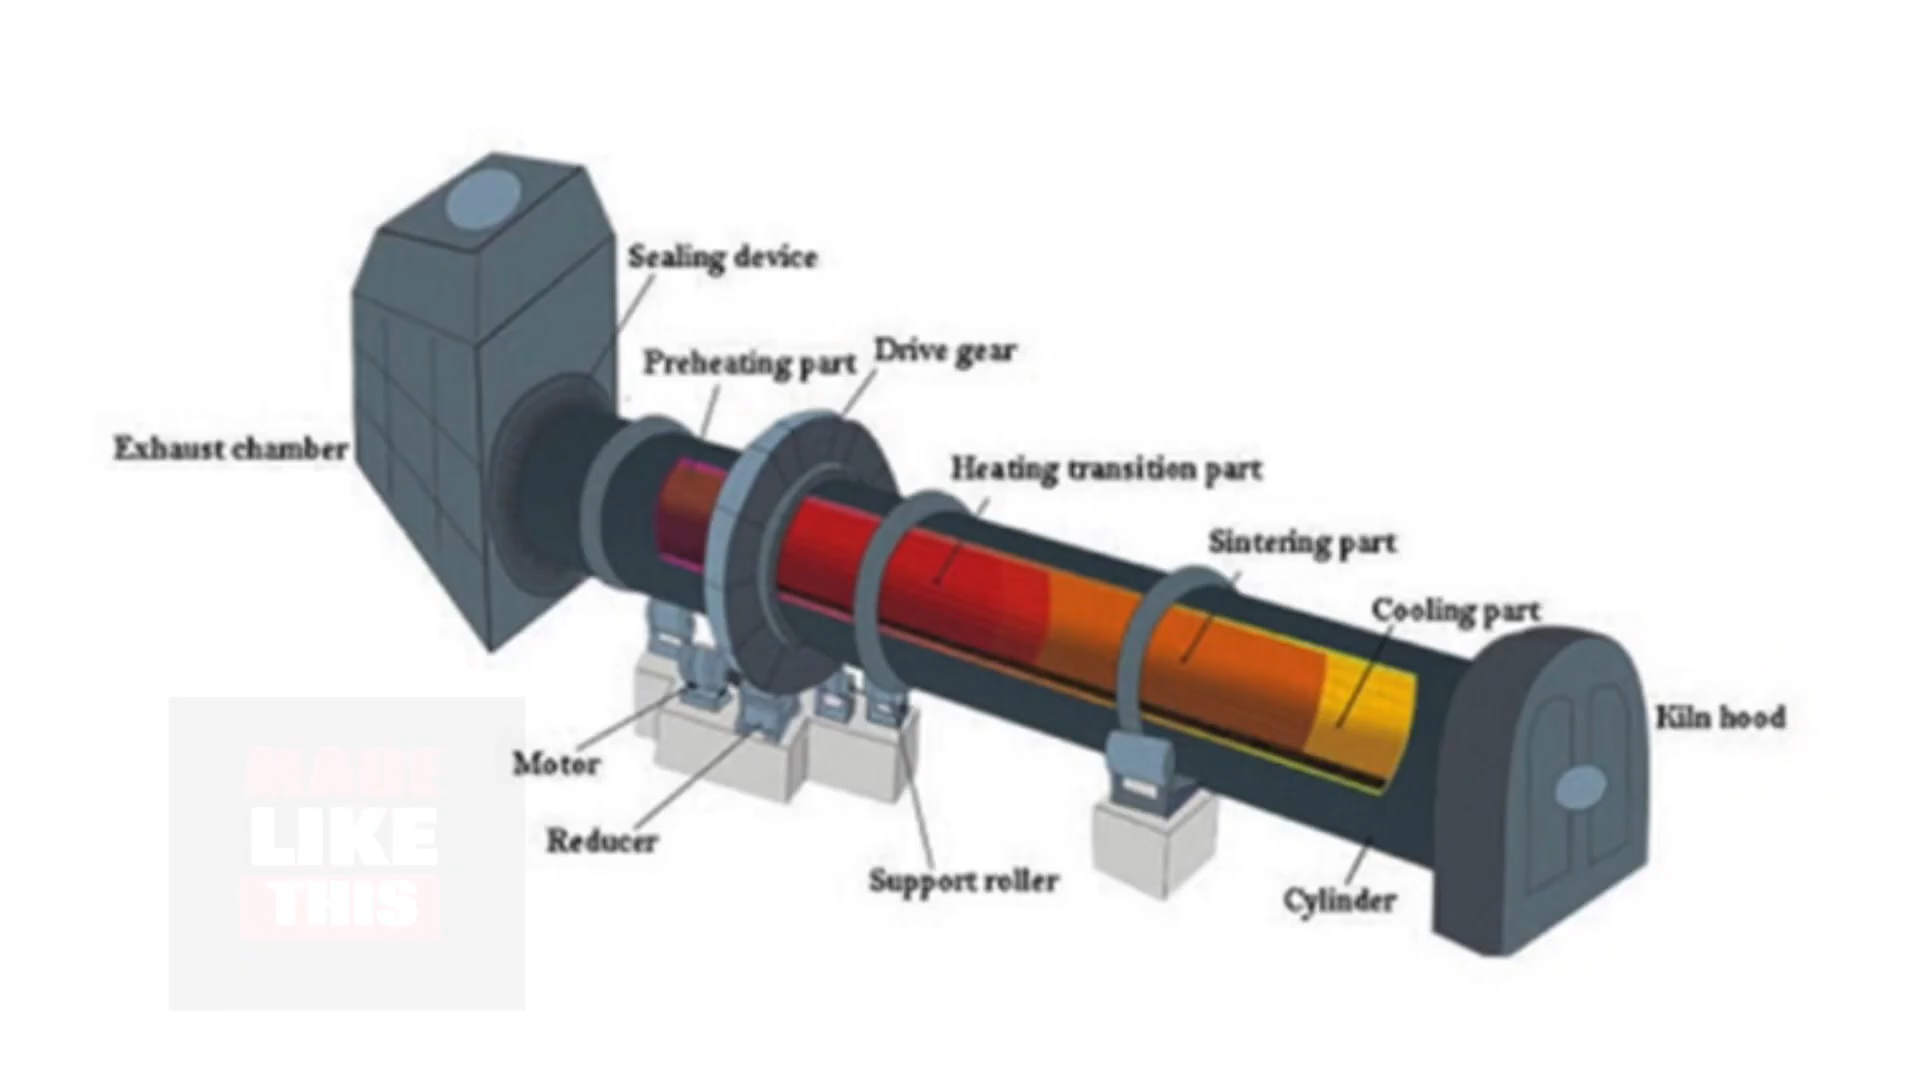 Sealing device
Preheating part
Drive gear
Exhaust chamber
Heating transition part
Sintering part
Cooling part
Kiln hood
Motor
Reducer
Support roller
Cylinder
MADE
LIKE
THIS